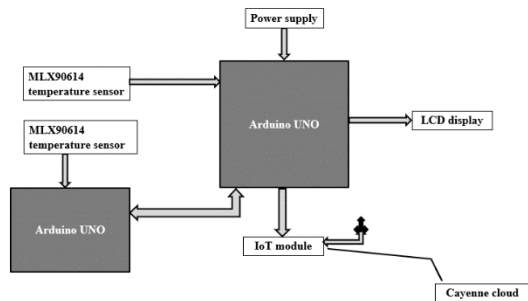 Power supply
MLX90614
temperature sensor
Arduino UNO
LCD display
MLX90614
temperature sensor
Arduino UNO
IoT module
Cayenne cloud